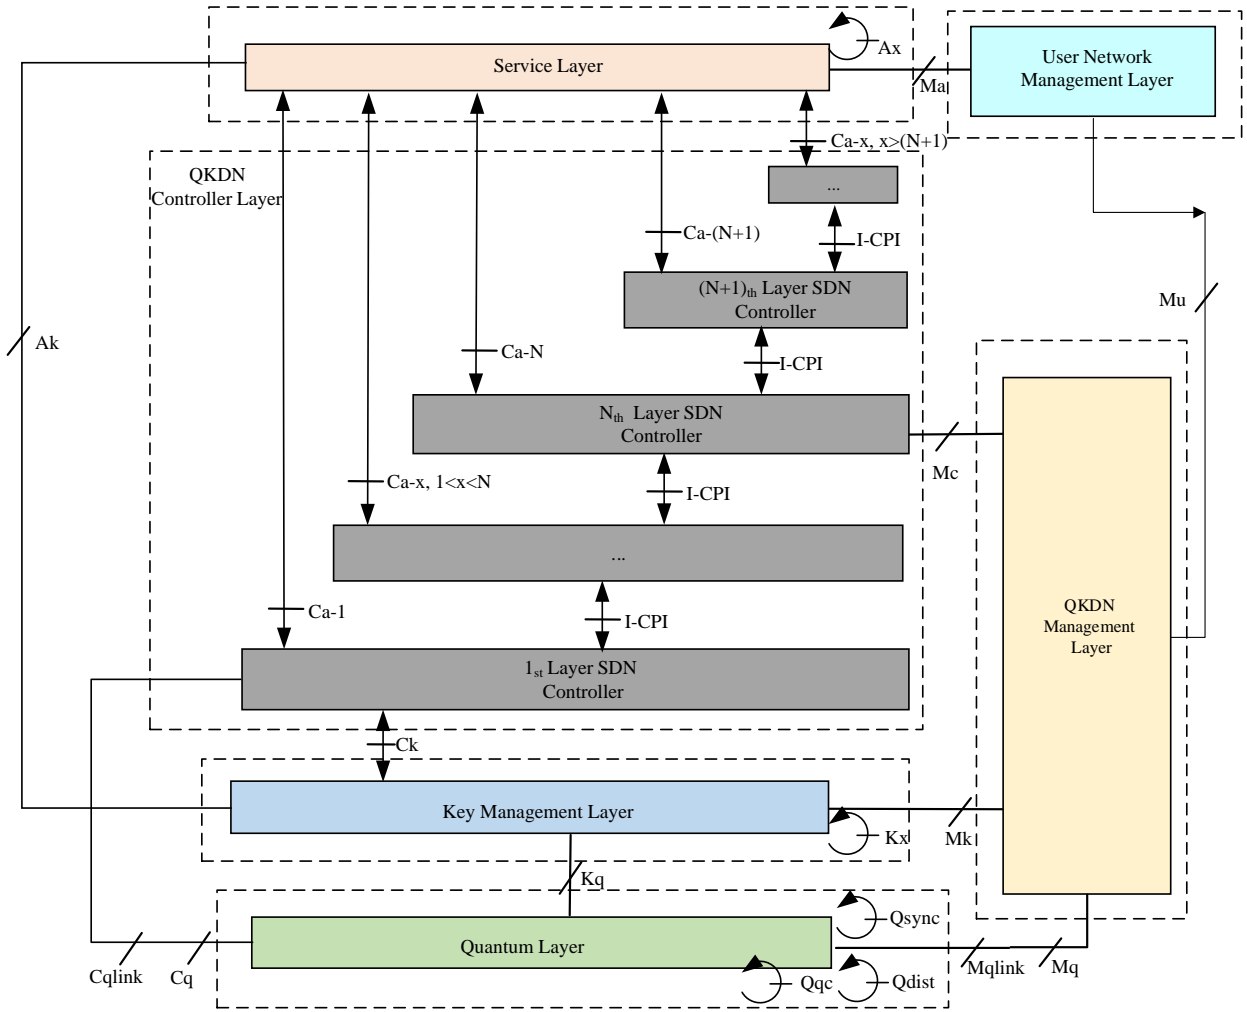 Ax
Service Layer
User Network
Management Layer
Ma
Ca-x, x>(N+1)
QKDN
Controller Layer
...
Ca-(N+1)
I-CPI
(N+1)th Layer SDN
Controller
Mu
Ak
Ca-N
I-CPI
Nth Layer SDN
Controller
Mc
Ca-x, 1<x<N
I-CPI
...
QKDN
Management
Layer
Ca-1
I-CPI
1st Layer SDN
Controller
Ck
Key Management Layer
Kx
Mk
Kq
Qsync
Quantum Layer
Cqlink
Cq
Qqc
Qdist
Mqlink
Mq